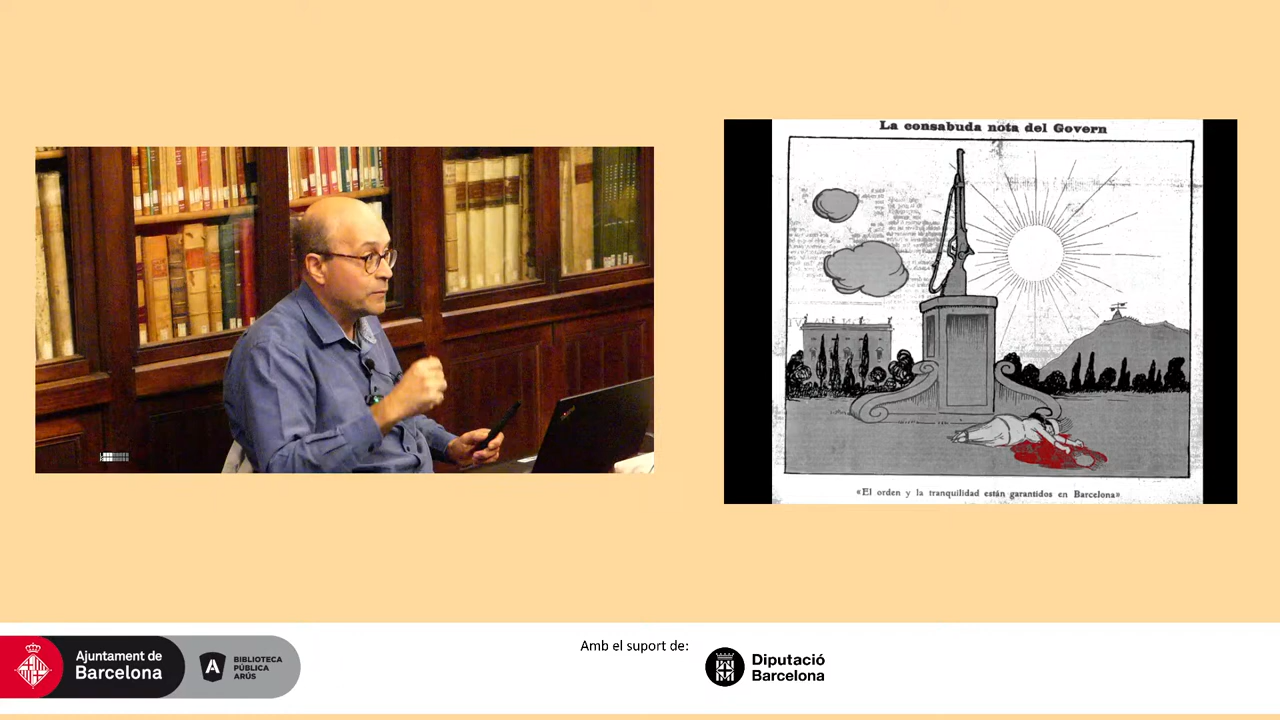 La consabuda nota del Govern
«El orden y la tranquilidad están garantidos en Barcelona».
Ajuntament de
Barcelona
A
BIBLIOTECA
PÚBLICA
ARÚS
Amb el suport de:
Diputació
Barcelona